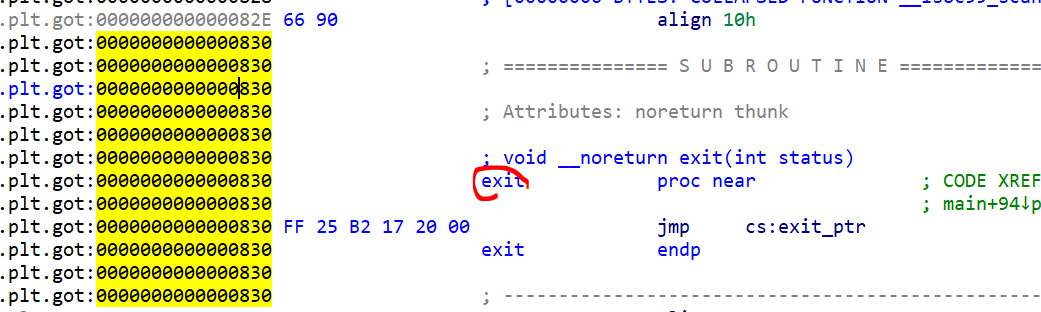 .plt.got:000000000000082E 66 90 align 10h
.plt.got:0000000000000830
.plt.got:0000000000000830 ; =============== S U B R O U T I N E =============
.plt.got:0000000000000830
.plt.got:0000000000000830 ; Attributes: noreturn thunk
.plt.got:0000000000000830
.plt.got:0000000000000830 ; void __noreturn exit(int status)
.plt.got:0000000000000830 exit proc near ; CODE XREF
.plt.got:0000000000000830 ; main+94↓p
.plt.got:0000000000000830 FF 25 B2 17 20 00 jmp cs:exit_ptr
.plt.got:0000000000000830 exit endp
.plt.got:0000000000000830
.plt.got:0000000000000830 ; ---------------------------------------------------